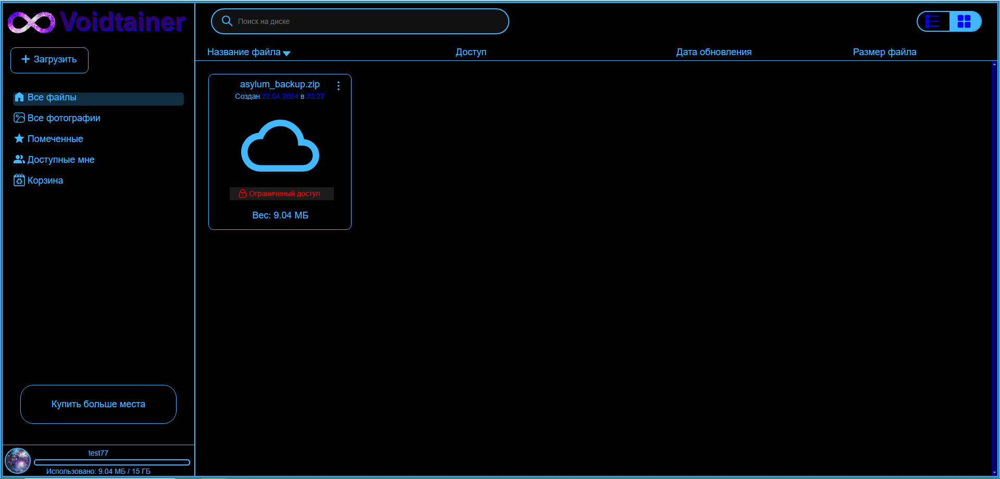 Voidtainer
Загрузить
Все файлы
Все фотографии
Помеченные
Доступные мне
Корзина
Купить больше места
test77
Использовано: 9.04 МБ / 15 ГБ
Поиск на диске
Название файла
Доступ
Дата обновления
Размер файла
asylum_backup.zip
Создан 22.04.2024 в 23:27
Ограниченый доступ
Вес: 9.04 МБ